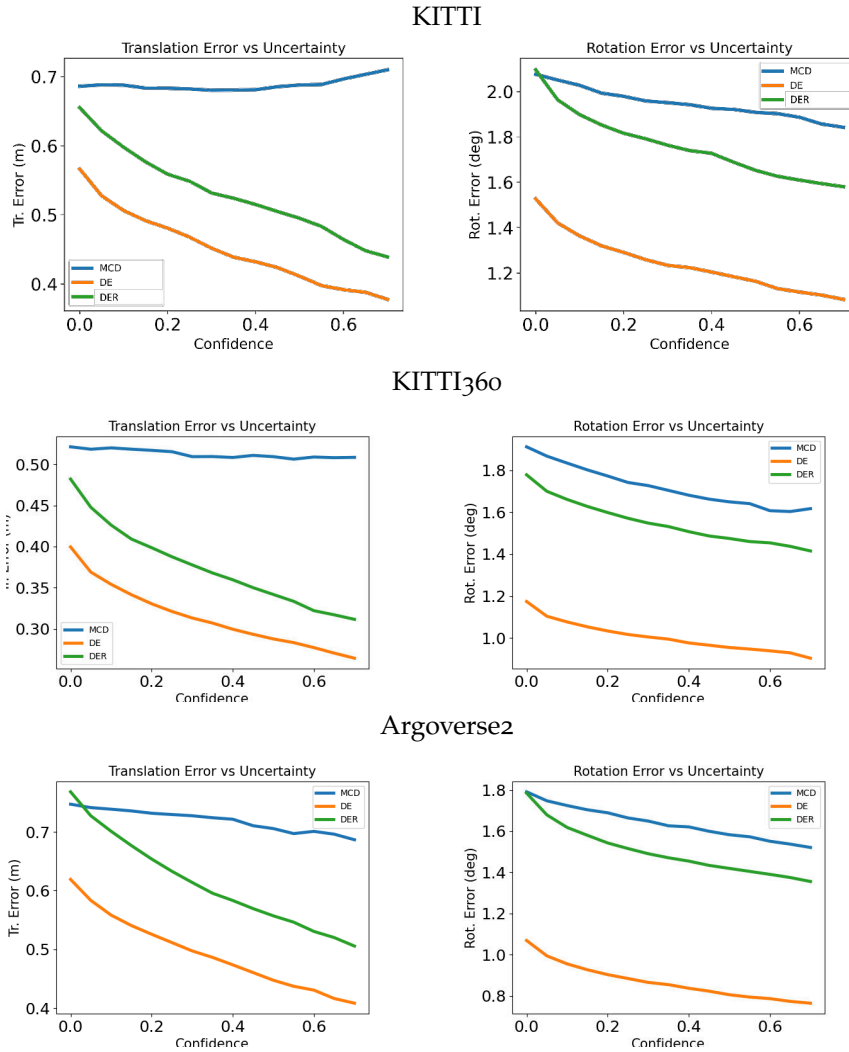 KITTI
Translation Error vs Uncertainty
Tr. Error (m)
0.7
0.6
0.5
0.4
MCD
DE
DER
0.0 0.2 0.4 0.6
Confidence
Rotation Error vs Uncertainty
Rot. Error (deg)
2.0
1.8
1.6
1.4
1.2
MCD
DE
DER
0.0 0.2 0.4 0.6
Confidence
KITTI360
Translation Error vs Uncertainty
0.50
0.45
0.40
0.35
0.30
MCD
DE
DER
0.0 0.2 0.4 0.6
Confidence
Rotation Error vs Uncertainty
Rot. Error (deg)
1.8
1.6
1.4
1.2
1.0
MCD
DE
DER
0.0 0.2 0.4 0.6
Confidence
Argoverse2
Translation Error vs Uncertainty
Tr. Error (m)
0.7
0.6
0.5
0.4
MCD
DE
DER
0.0 0.2 0.4 0.6
Confidence
Rotation Error vs Uncertainty
Rot. Error (deg)
1.8
1.6
1.4
1.2
1.0
0.8
MCD
DE
DER
0.0 0.2 0.4 0.6
Confidence